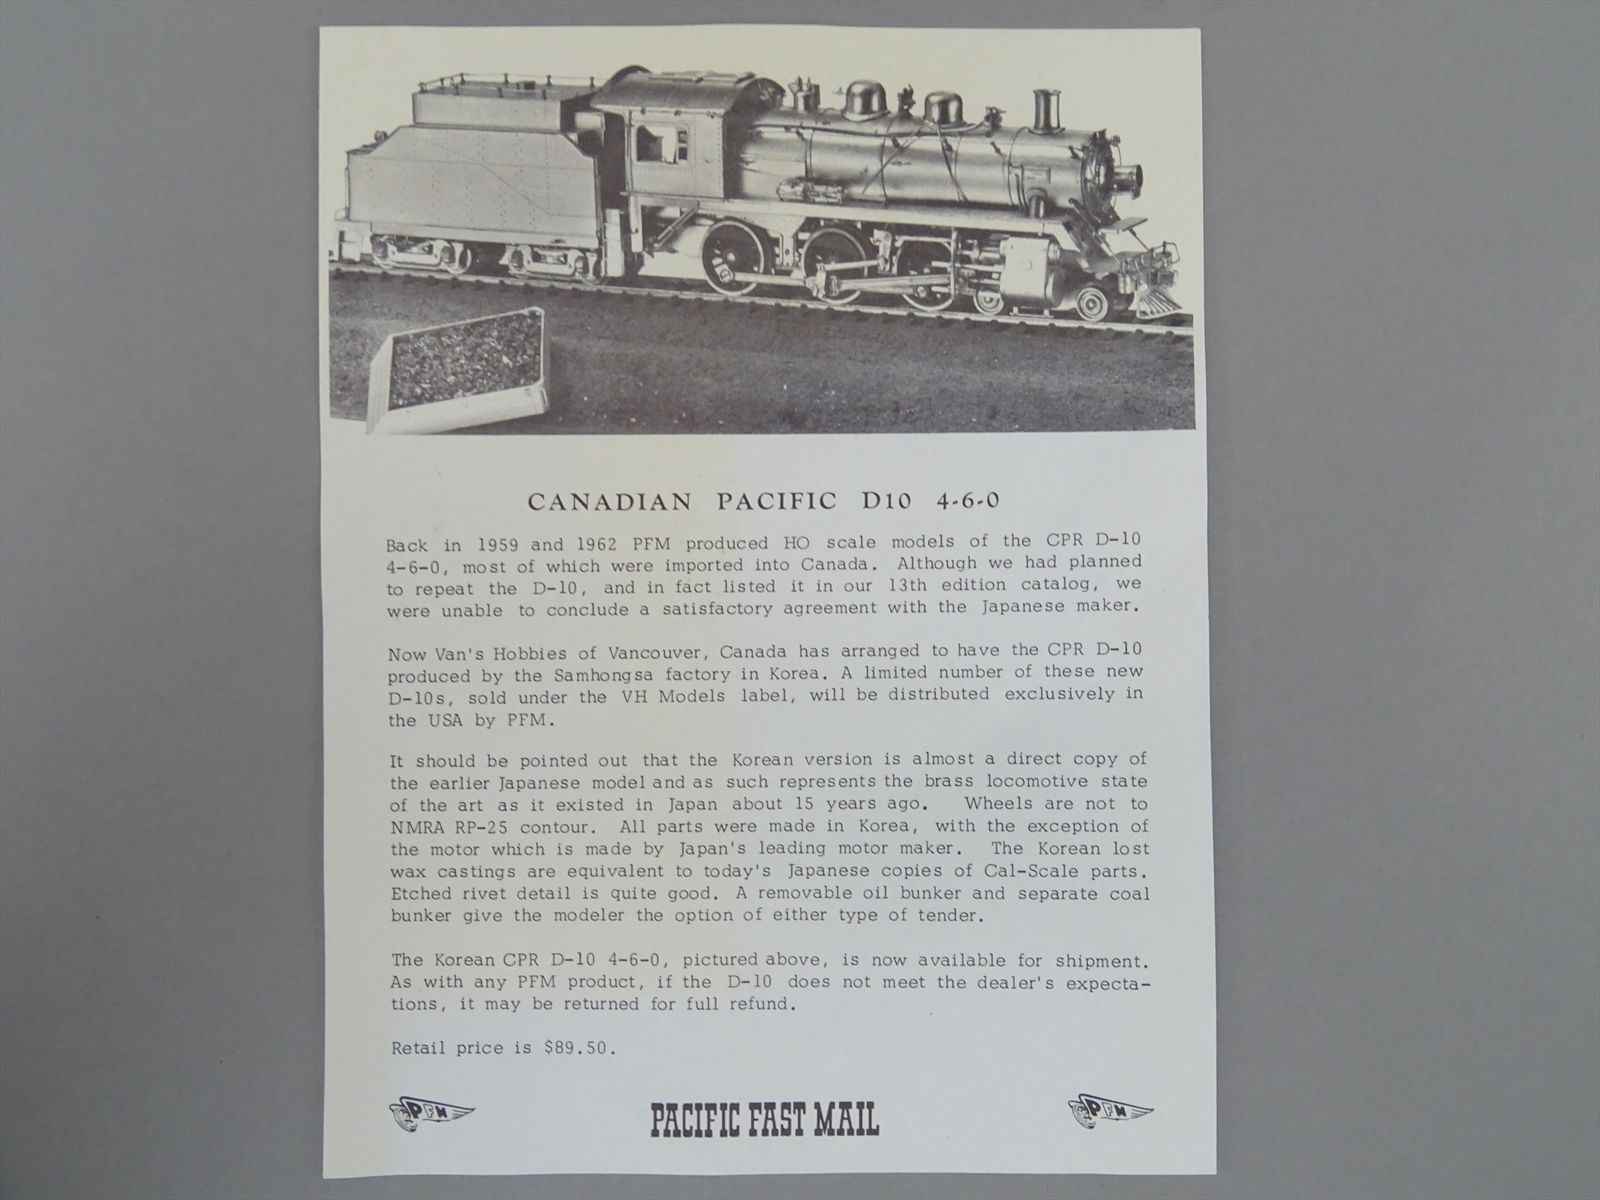 CANADIAN PACIFIC D10 4-6-0
Back in 1959 and 1962 PFM produced HO scale models of the CPR D-10
4-6-0, most of which were imported into Canada. Although we had planned
to repeat the D-10, and in fact listed it in our 13th edition catalog, we
were unable to conclude a satisfactory agreement with the Japanese maker.
Now Van's Hobbies of Vancouver, Canada has arranged to have the CPR D-10
produced by the Samhongsa factory in Korea. A limited number of these new
D-10s, sold under the VH Models label, will be distributed exclusively in
the USA by PFM.
It should be pointed out that the Korean version is almost a direct copy of
the earlier Japanese model and as such represents the brass locomotive state
of the art as it existed in Japan about 15 years ago. Wheels are not to
NMRA RP-25 contour. All parts were made in Korea, with the exception of
the motor which is made by Japan's leading motor maker. The Korean lost
wax castings are equivalent to today's Japanese copies of Cal-Scale parts.
Etched rivet detail is quite good. A removable oil bunker and separate coal
bunker give the modeler the option of either type of tender.
The Korean CPR D-10 4-6-0, pictured above, is now available for shipment.
As with any PFM product, if the D-10 does not meet the dealer's expecta-
tions, it may be returned for full refund.
Retail price is $89.50.
PFM PACIFIC FAST MAIL PFM